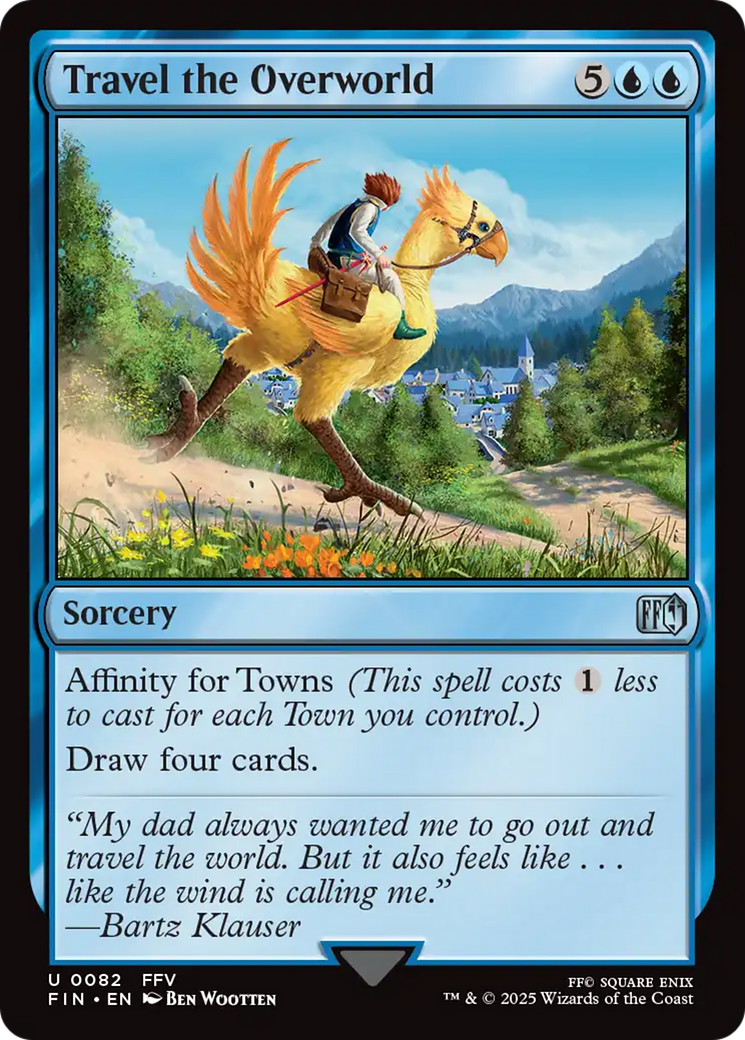 Travel the Overworld 5
Sorcery FF
Affinity for Towns (This spell costs 1 less
to cast for each Town you control.)
Draw four cards.
“My dad always wanted me to go out and
travel the world. But it also feels like . . .
like the wind is calling me.”
—Bartz Klauser
U 0082 FFV
FIN • EN Ben Wootten
FF© SQUARE ENIX
™ & © 2025 Wizards of the Coast